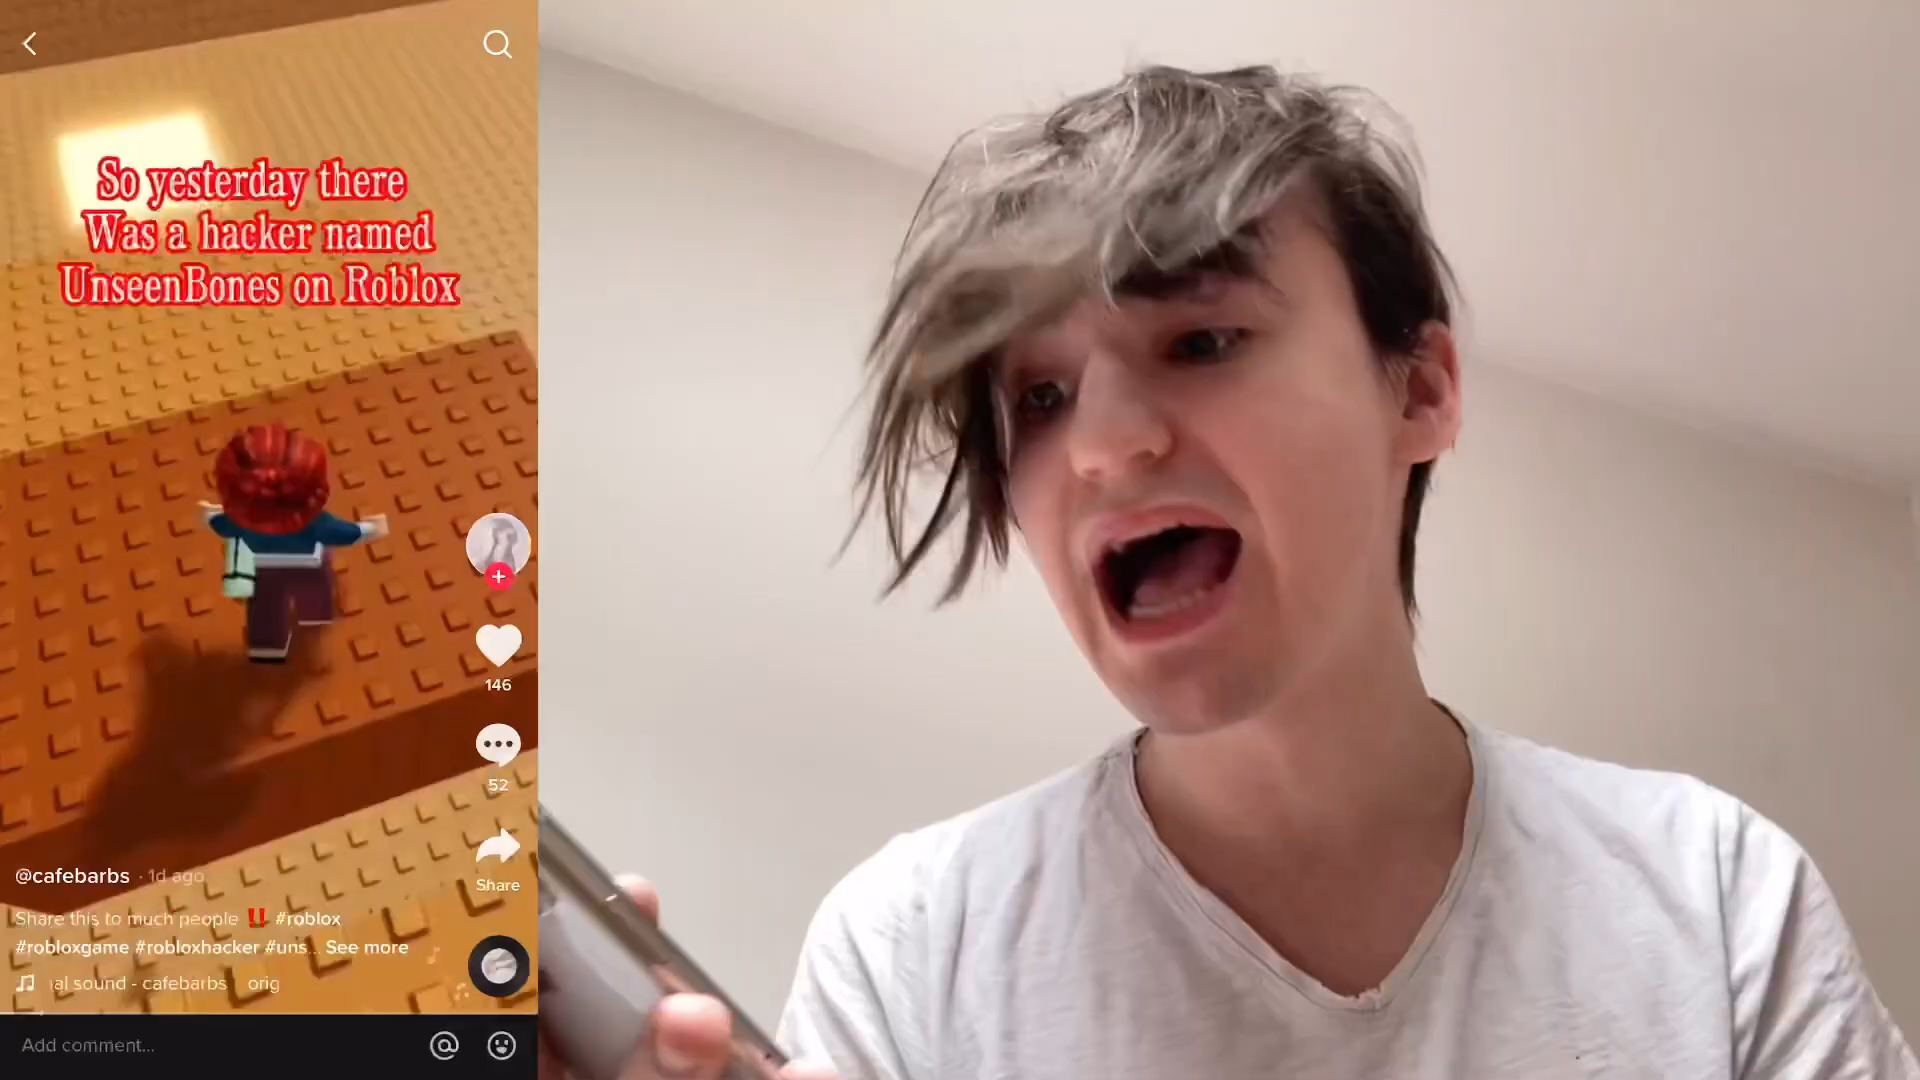 So yesterday there
Was a hacker named
UnseenBones on Roblox
146
52
Share
@cafebarbs · 1d ago
Share this to much people ‼️ #roblox
#robloxgame #robloxhacker #uns... See more
al sound - cafebarbs orig
Add comment...